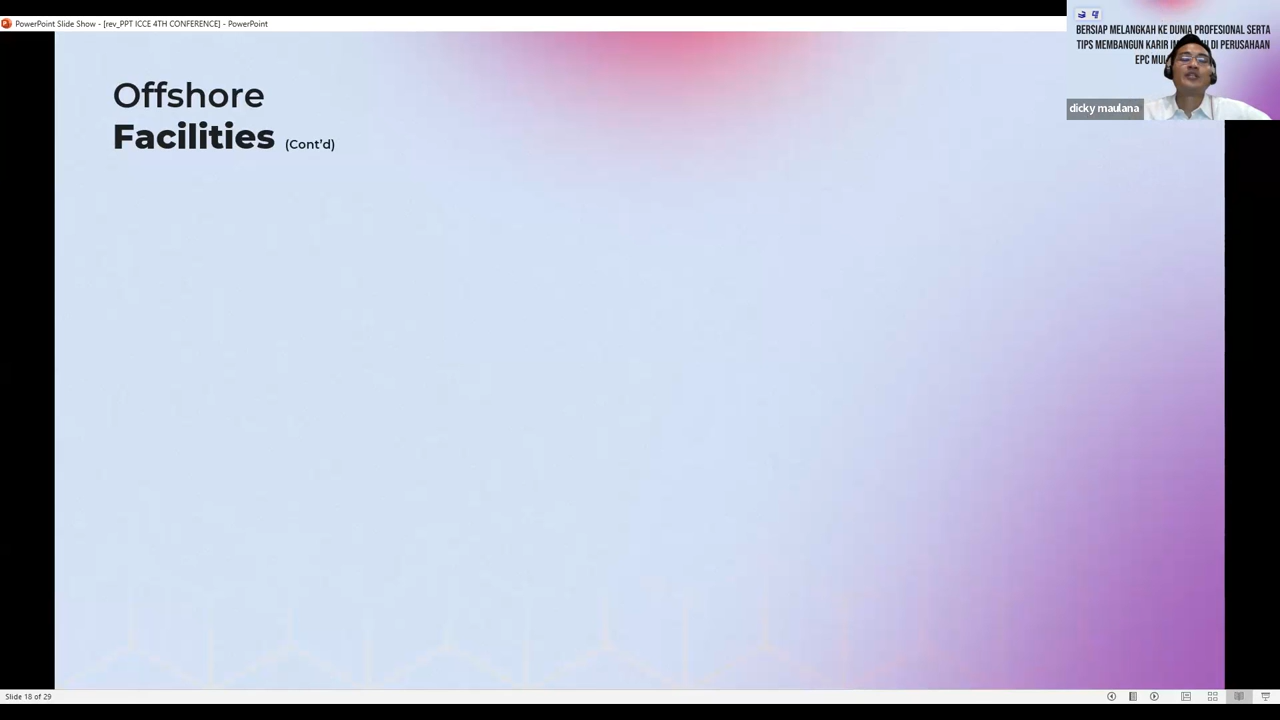 PowerPoint Slide Show - [rev_PPT ICCE 4TH CONFERENCE] - PowerPoint
BERSIAP MELANGKAH KE DUNIA PROFESIONAL SERTA
TIPS MEMBANGUN KARIR DI PERUSAHAAN
EPC
dicky maulana
Offshore
Facilities (Cont'd)
Slide 18 of 29